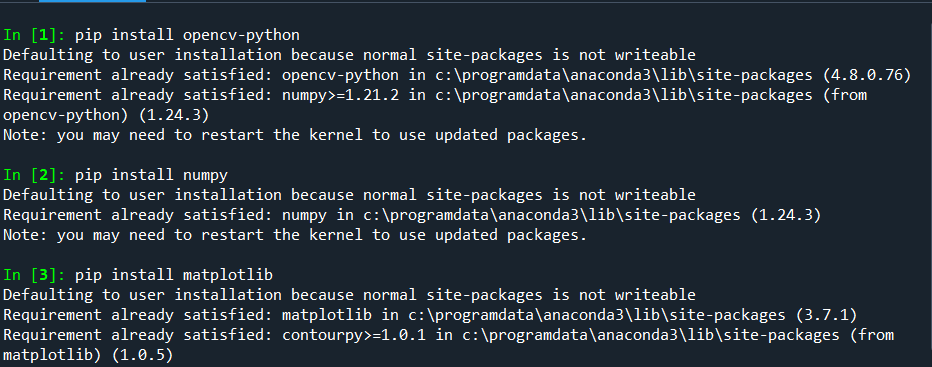 In [1]: pip install opencv-python
Defaulting to user installation because normal site-packages is not writeable
Requirement already satisfied: opencv-python in c:\programdata\anaconda3\lib\site-packages (4.8.0.76)
Requirement already satisfied: numpy>=1.21.2 in c:\programdata\anaconda3\lib\site-packages (from
opencv-python) (1.24.3)
Note: you may need to restart the kernel to use updated packages.
In [2]: pip install numpy
Defaulting to user installation because normal site-packages is not writeable
Requirement already satisfied: numpy in c:\programdata\anaconda3\lib\site-packages (1.24.3)
Note: you may need to restart the kernel to use updated packages.
In [3]: pip install matplotlib
Defaulting to user installation because normal site-packages is not writeable
Requirement already satisfied: matplotlib in c:\programdata\anaconda3\lib\site-packages (3.7.1)
Requirement already satisfied: contourpy>=1.0.1 in c:\programdata\anaconda3\lib\site-packages (from
matplotlib) (1.0.5)